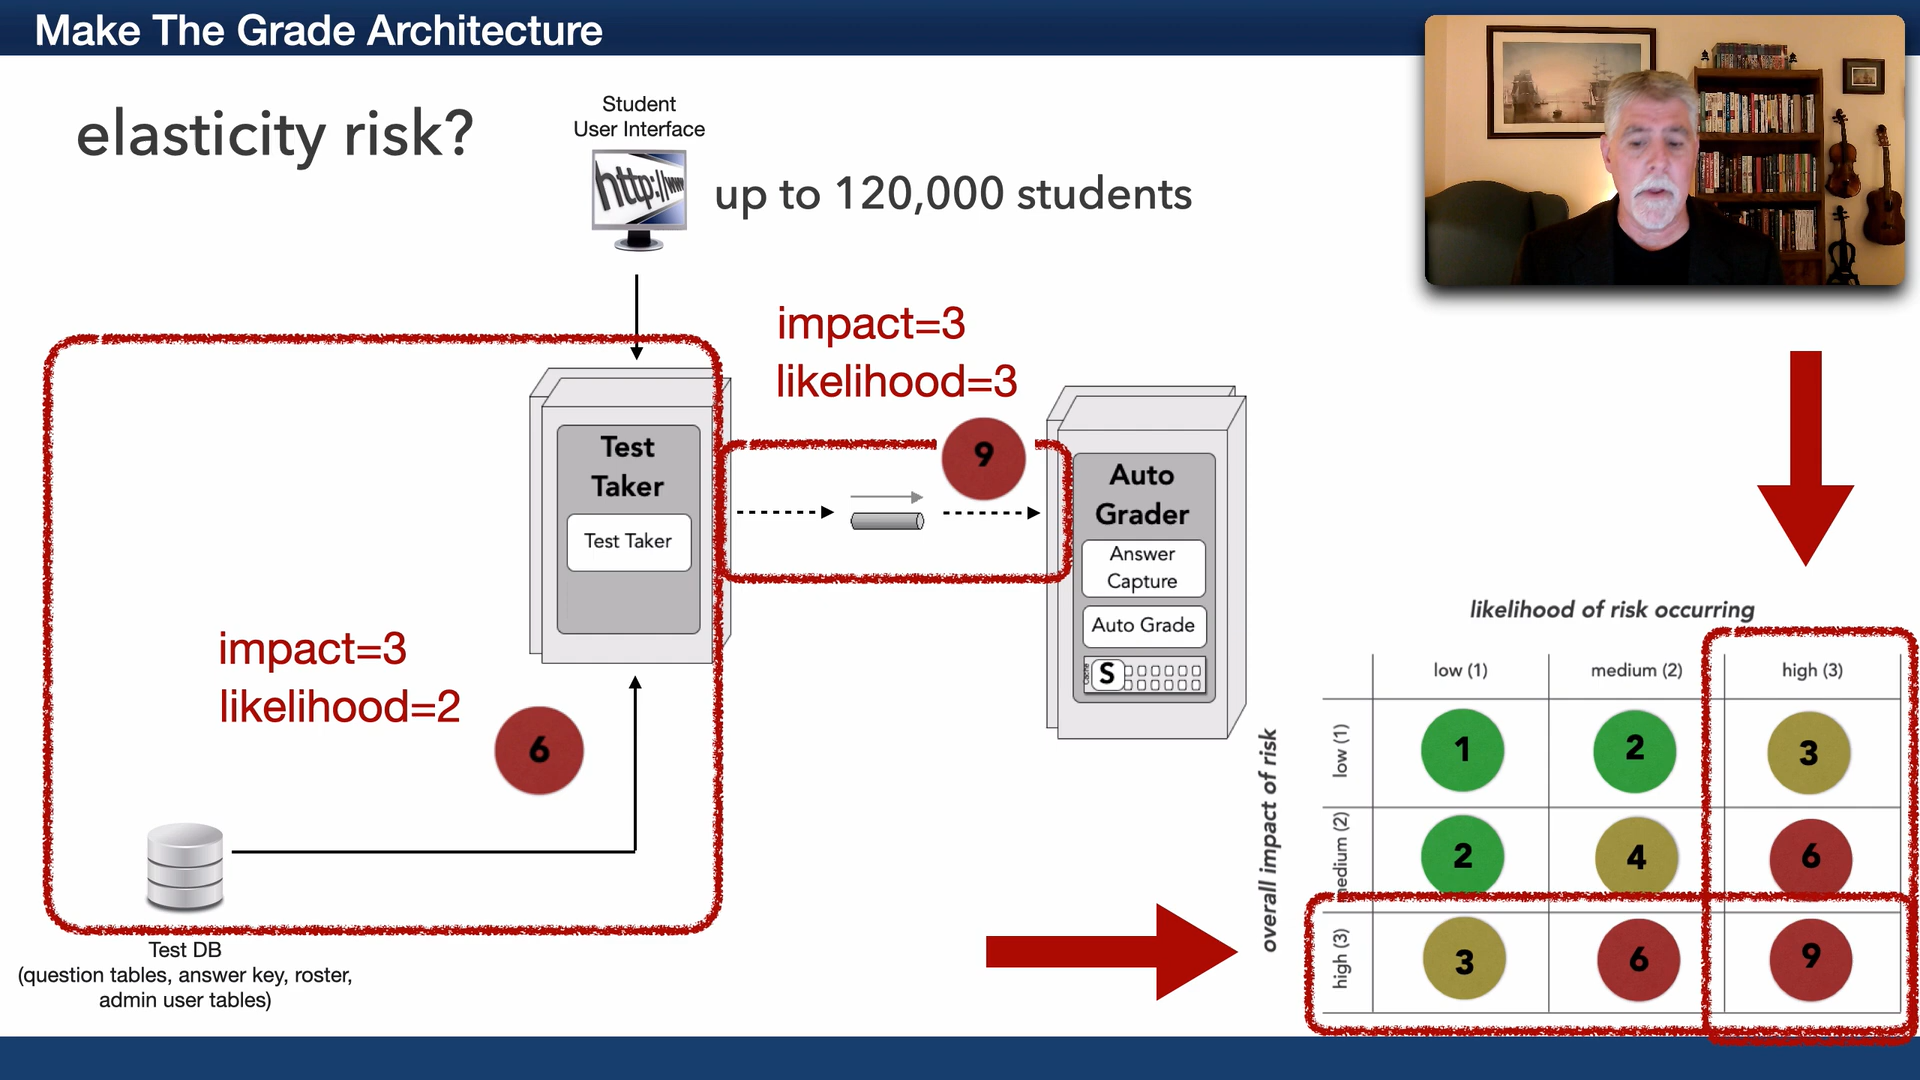 Make The Grade Architecture
elasticity risk?
Student
User Interface
http://ww
up to 120,000 students
impact=3
likelihood=3
9
Test
Taker
Test Taker
Auto
Grader
Answer
Capture
Auto Grade
Cache
S
impact=3
likelihood=2
6
Test DB
(question tables, answer key, roster,
admin user tables)
likelihood of risk occurring
low (1)
medium (2)
high (3)
overall impact of risk
low (1)
1
2
3
medium (2)
2
4
6
high (3)
3
6
9